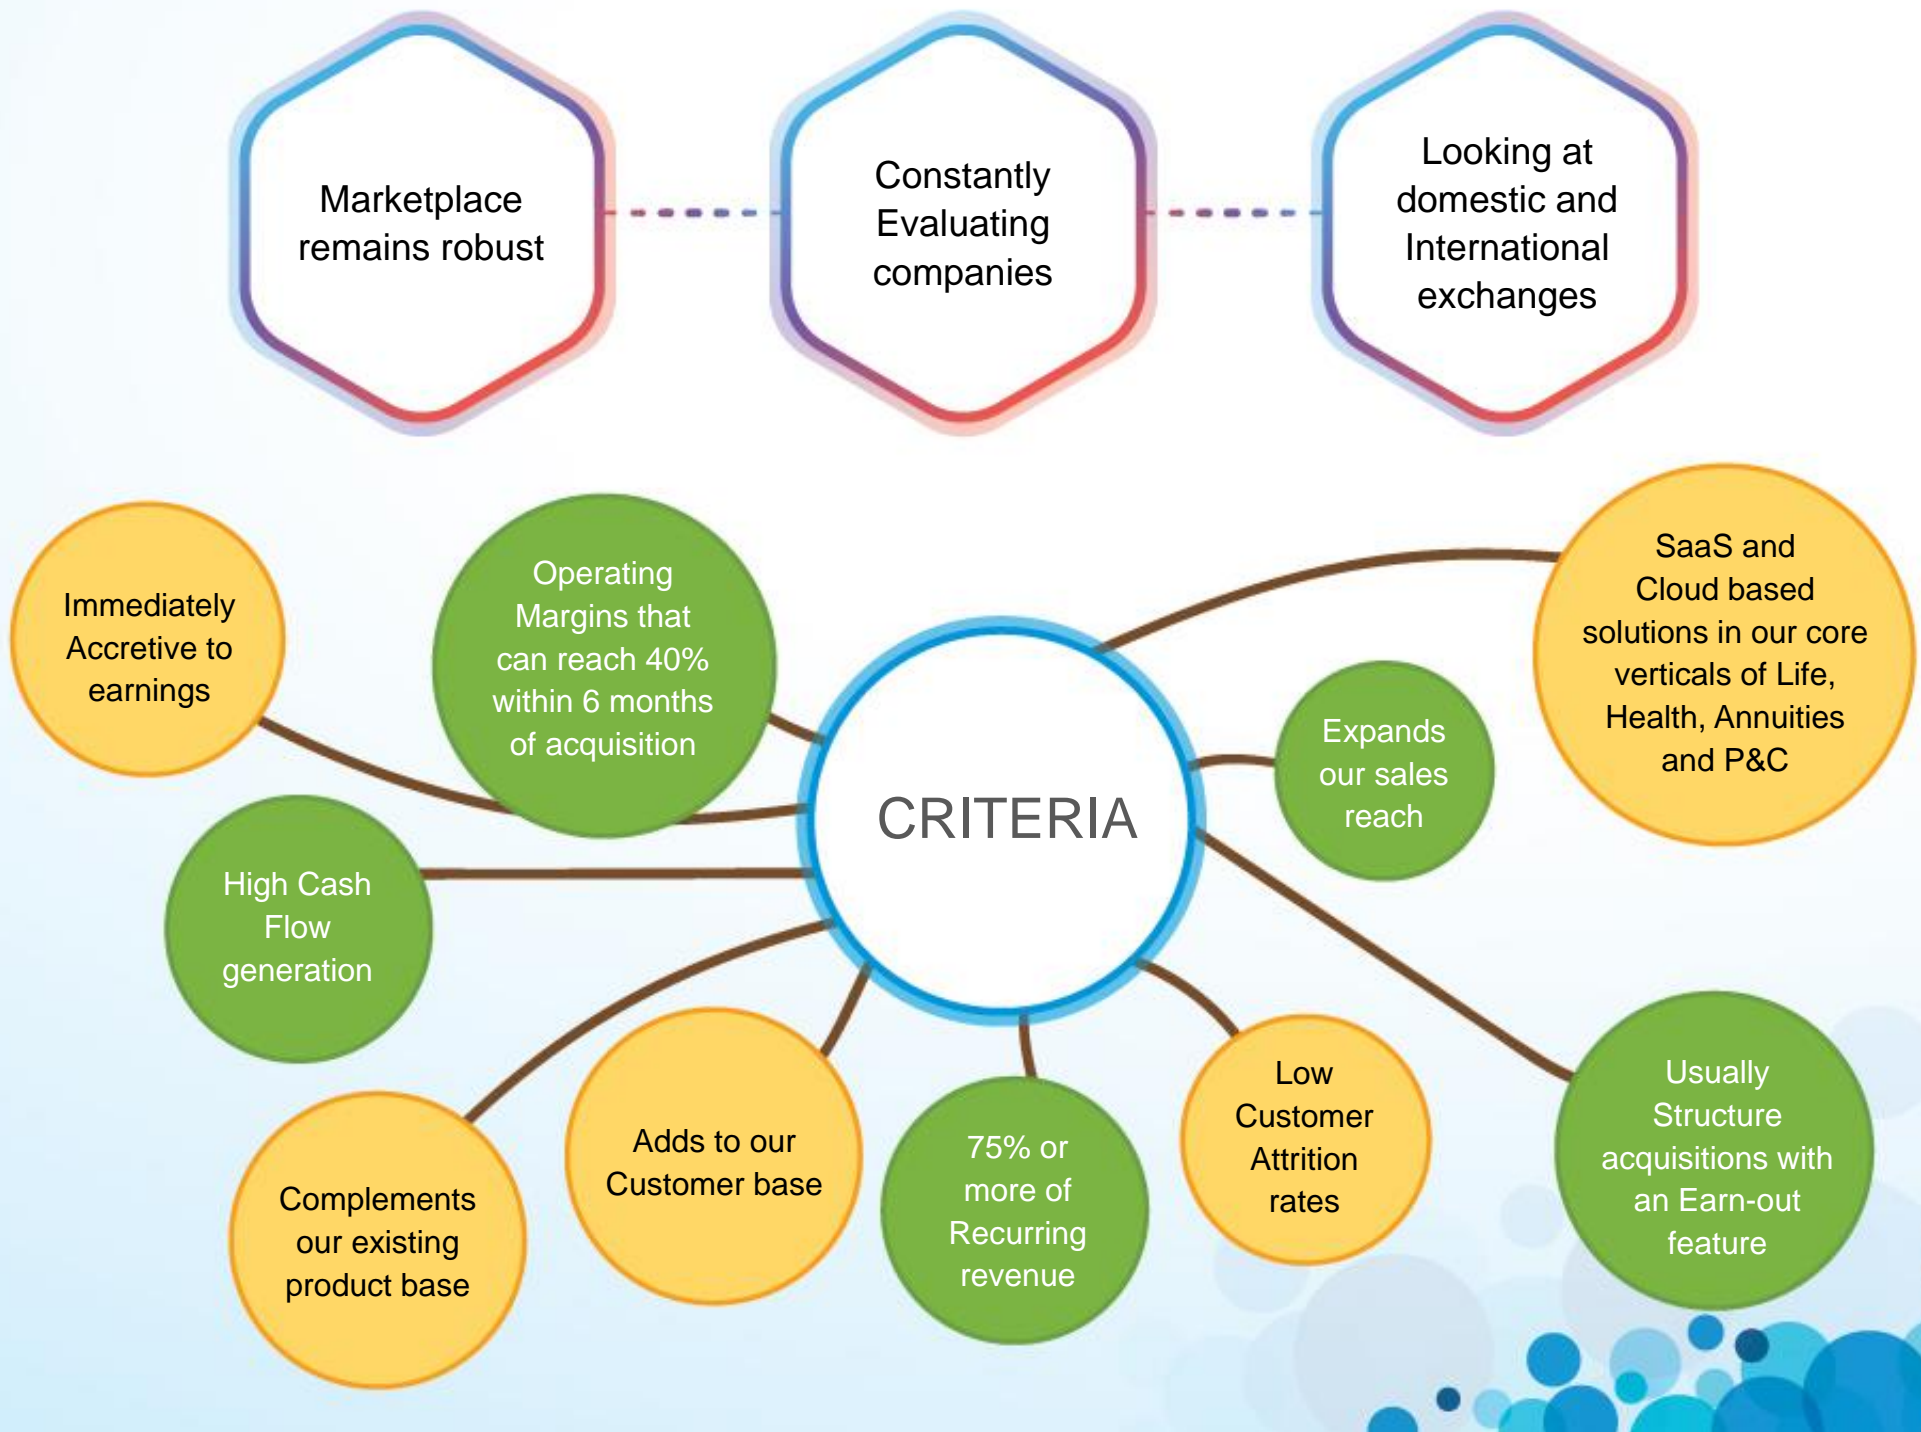 Marketplace
remains robust
Constantly
Evaluating
companies
Looking at
domestic and
International
exchanges
Immediately
Accretive to
earnings
Operating
Margins that
can reach 40%
within 6 months
of acquisition
SaaS and
Cloud based
solutions in our core
verticals of Life,
Health, Annuities
and P&C
Expands
our sales
reach
CRITERIA
High Cash
Flow
generation
Complements
our existing
product base
Adds to our
Customer base
75% or
more of
Recurring
revenue
Low
Customer
Attrition
rates
Usually
Structure
acquisitions with
an Earn-out
feature